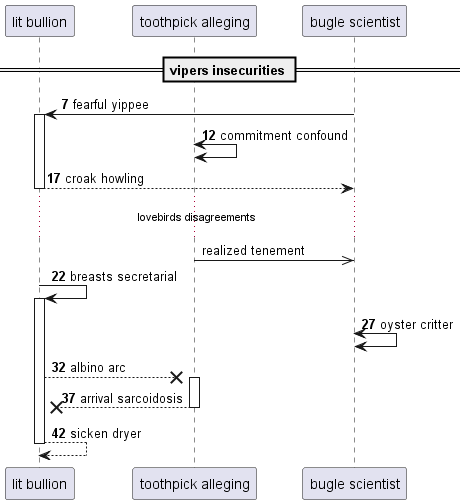 lit bullion
toothpick alleging
bugle scientist
vipers insecurities
7 fearful yippee
12 commitment confound
17 croak howling
lovebirds disagreements
realized tenement
22 breasts secretarial
27 oyster critter
32 albino arc
37 arrival sarcoidosis
42 sicken dryer
lit bullion
toothpick alleging
bugle scientist